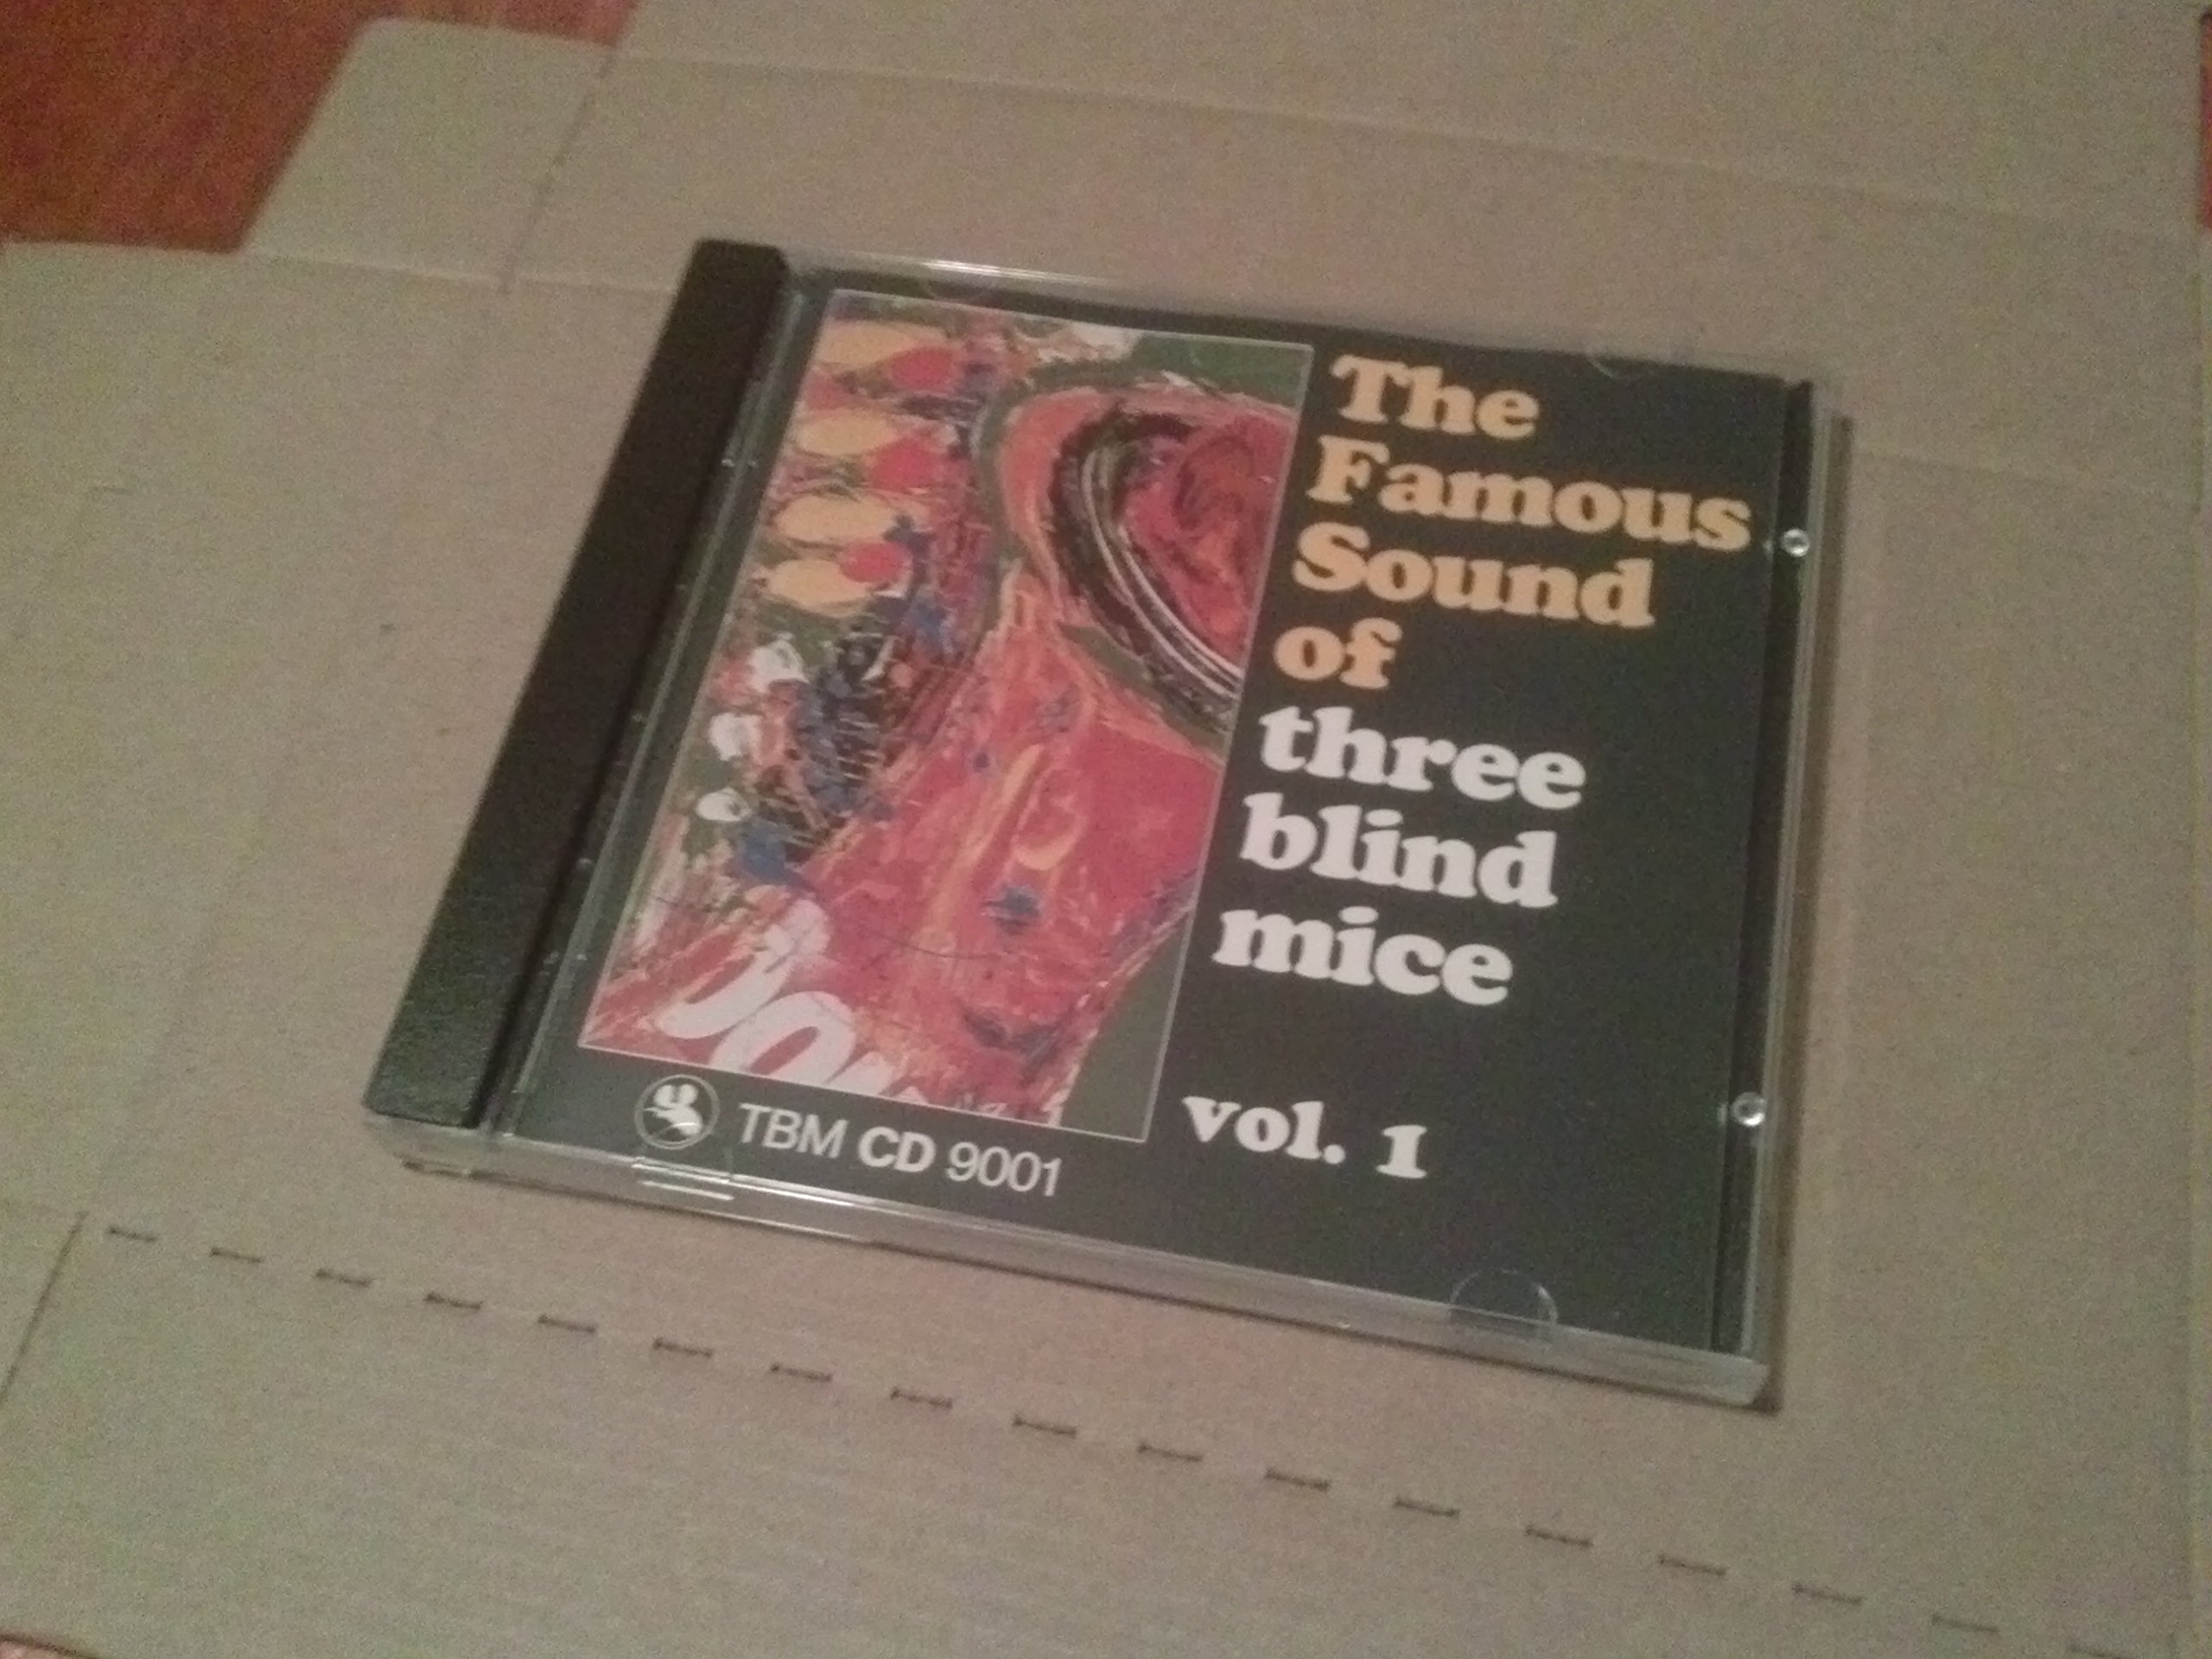 The
Famous
Sound
of
three
blind
mice
vol. 1
TBM CD 9001